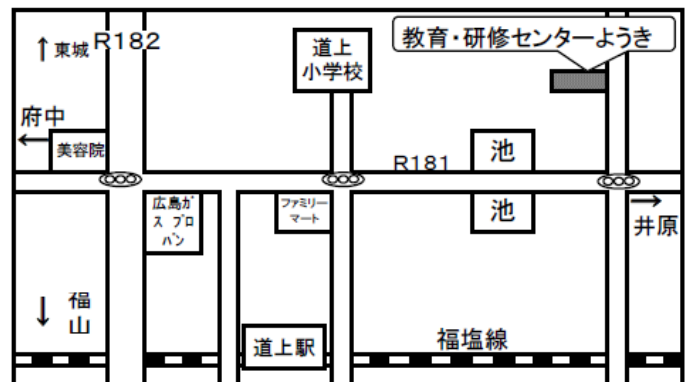 ↑東城
R182
道上
小学校
教育・研修センターようき
府中
←
美容院
R181
池
広島ガ
ス プロ
パン
ファミリー
マート
池
→
井原
↓
福
山
道上駅
福塩線